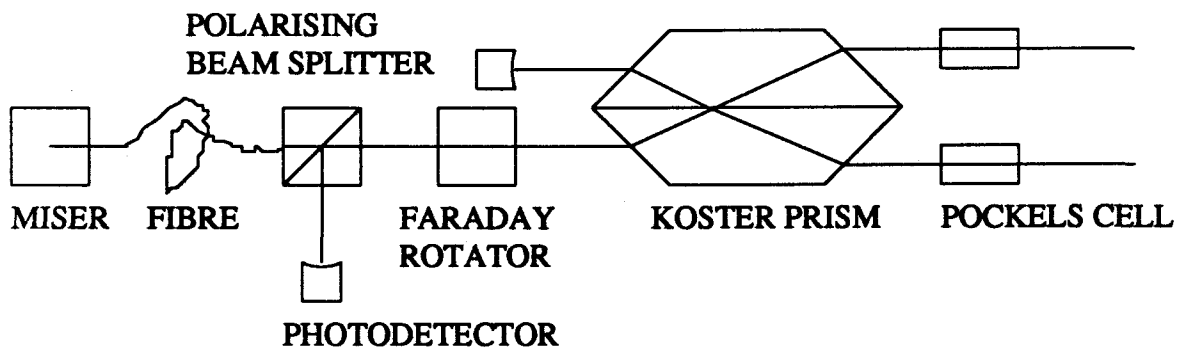 POLARISING
BEAM SPLITTER
MISER
FIBRE
FARADAY
ROTATOR
KOSTER PRISM
POCKELS CELL
PHOTODETECTOR